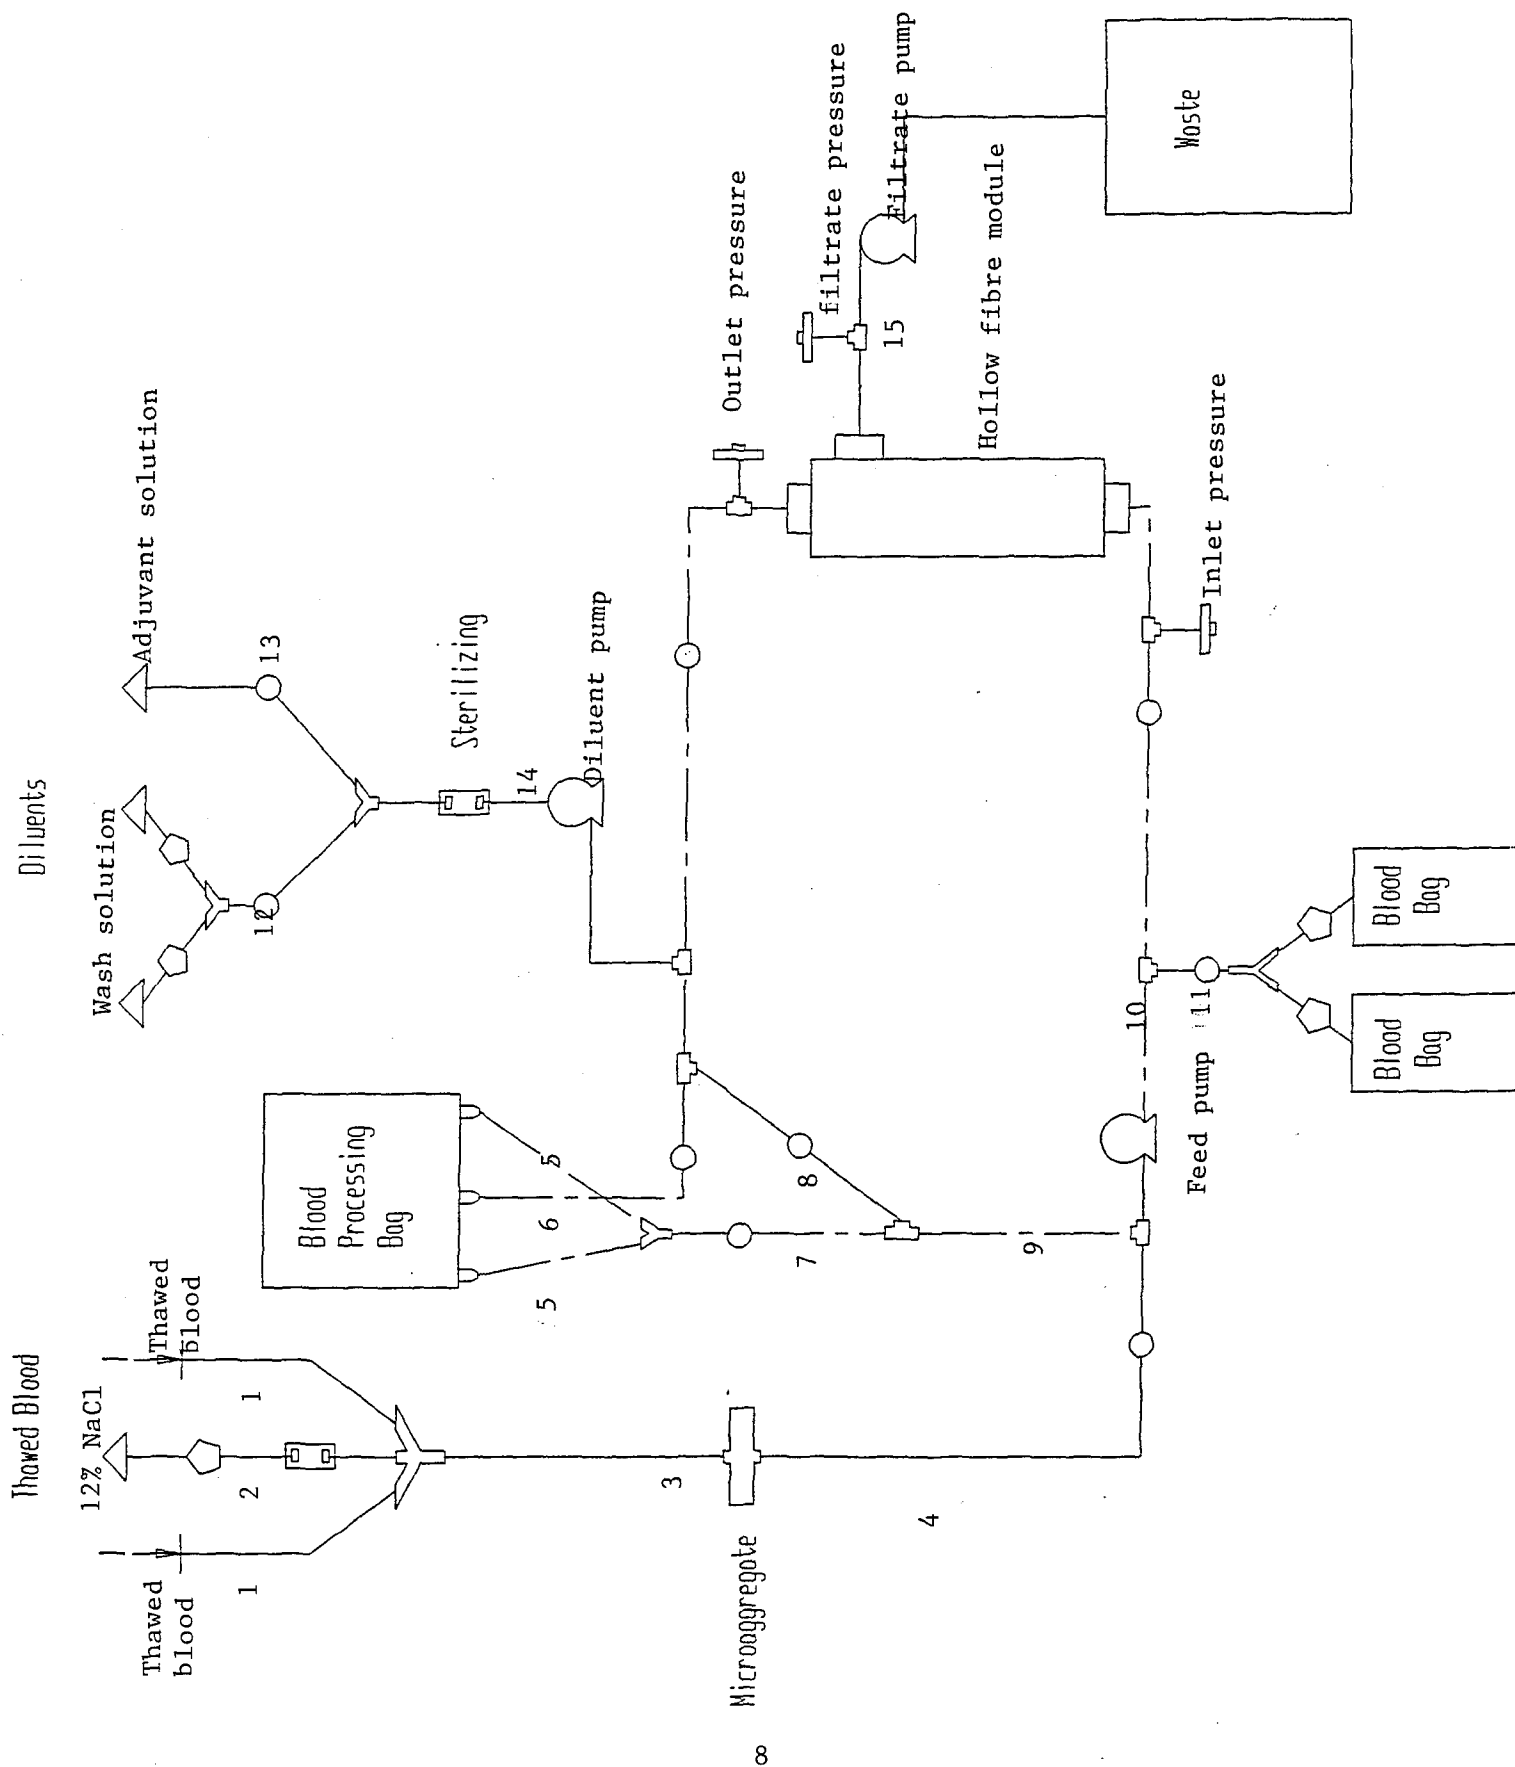 Thawed Blood
Diluents
12% NaCl
Thawed
blood
Thawed
blood
1
2
1
Wash solution
Adjuvant solution
12
13
Blood
Processing
Bag
5
6
5
Sterilizing
14
Diluent pump
3
Microaggregate
4
7
8
9
Outlet pressure
filtrate pressure
Filtrate pump
15
Hollow fibre module
Waste
Inlet pressure
Feed pump
10
11
Blood
Bag
Blood
Bag
8